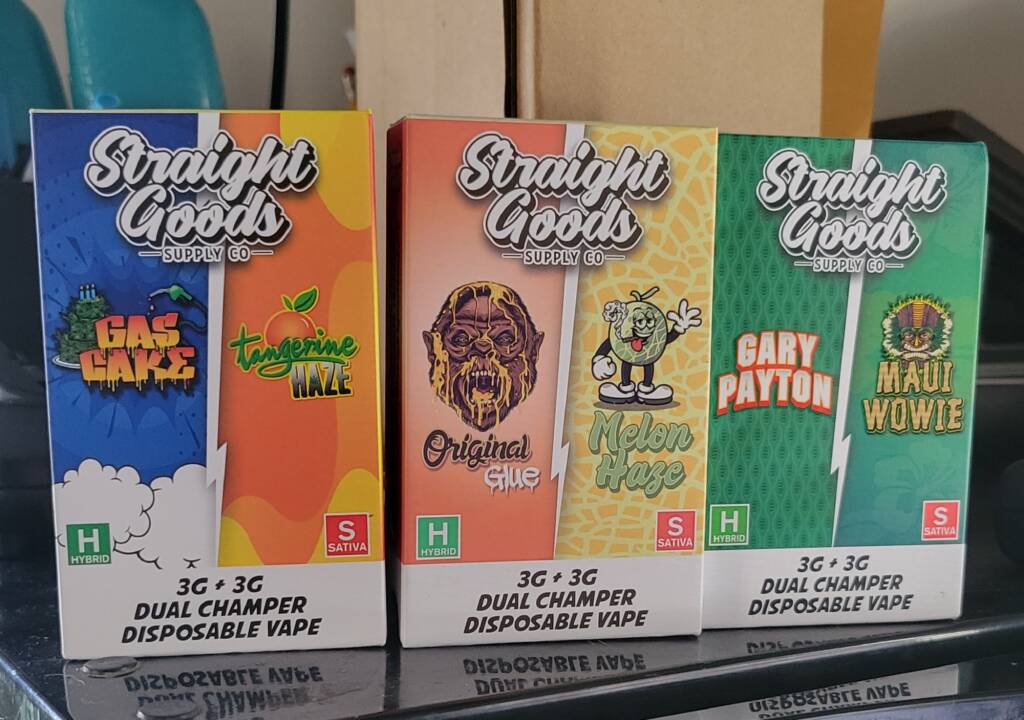 Straight
Goods
SUPPLY CO
GAS
CAKE
tangerine
HAZE
H
HYBRID
S
SATIVA
3G + 3G
DUAL CHAMPER
DISPOSABLE VAPE
Straight
Goods
SUPPLY CO
Original
Glue
Melon
Haze
H
HYBRID
S
SATIVA
3G + 3G
DUAL CHAMPER
DISPOSABLE VAPE
Straight
Goods
SUPPLY CO
GARY
PAYTON
MAUI
WOWIE
H
HYBRID
S
SATIVA
3G + 3G
DUAL CHAMPER
DISPOSABLE VAPE